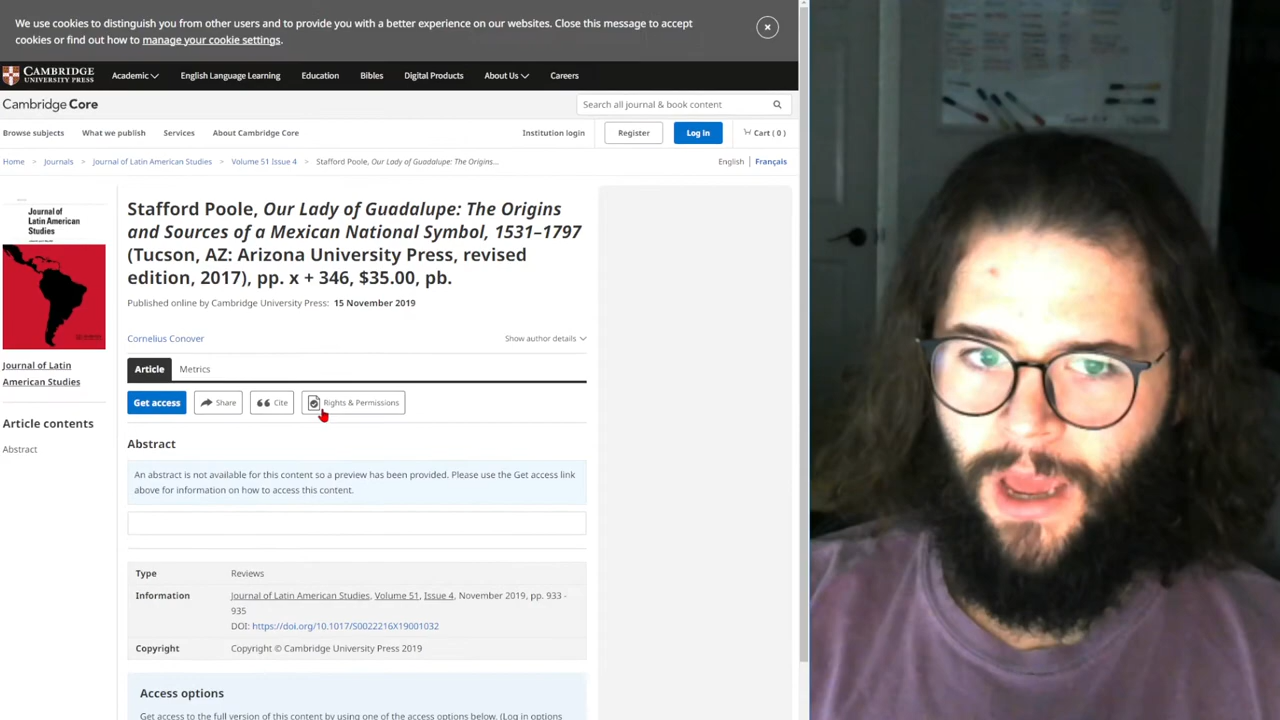 We use cookies to distinguish you from other users and to provide you with a better experience on our websites. Close this message to accept
cookies or find out how to manage your cookie settings.
CAMBRIDGE
UNIVERSITY PRESS
Academic
English Language Learning
Education
Bibles
Digital Products
About Us
Careers
Cambridge Core
Search all journal & book content
Browse subjects
What we publish
Services
About Cambridge Core
Institution login
Register
Log in
Cart ( 0 )
Home > Journals > Journal of Latin American Studies > Volume 51 Issue 4 > Stafford Poole, Our Lady of Guadalupe: The Origins...
English | Français
Journal of
Latin American
Studies
Stafford Poole, Our Lady of Guadalupe: The Origins
and Sources of a Mexican National Symbol, 1531–1797
(Tucson, AZ: Arizona University Press, revised
edition, 2017), pp. x + 346, $35.00, pb.
Published online by Cambridge University Press: 15 November 2019
Cornelius Conover
Show author details
Journal of Latin
American Studies
Article contents
Abstract
Article
Metrics
Get access
Share
Cite
Rights & Permissions
Abstract
An abstract is not available for this content so a preview has been provided. Please use the Get access link
above for information on how to access this content.
Type Reviews
Information Journal of Latin American Studies, Volume 51, Issue 4, November 2019, pp. 933 -
935
DOI: https://doi.org/10.1017/S0022216X19001032
Copyright Copyright © Cambridge University Press 2019
Access options
Get access to the full version of this content by using one of the access options below. (Log in options